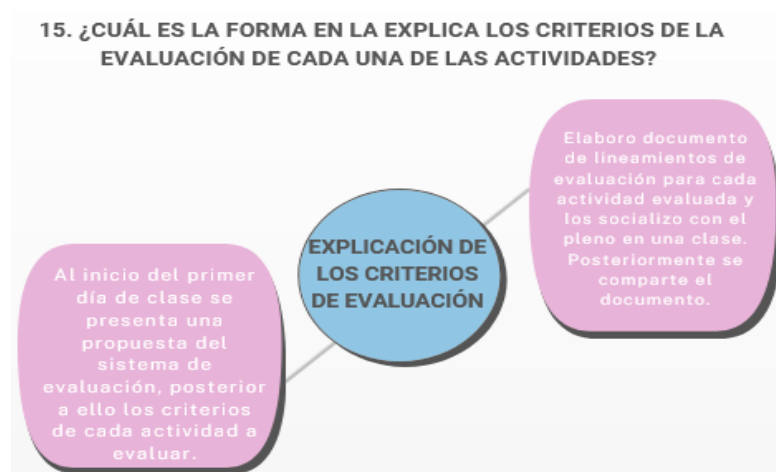 15. ¿CUÁL ES LA FORMA EN LA EXPLICA LOS CRITERIOS DE LA
EVALUACIÓN DE CADA UNA DE LAS ACTIVIDADES?
Elaboro documento
de lineamientos de
evaluación para cada
actividad evaluada y
los socializo con el
pleno en una clase.
Posteriormente se
comparte el
documento.
EXPLICACIÓN DE
LOS CRITERIOS
DE EVALUACIÓN
Al inicio del primer
día de clase se
presenta una
propuesta del
sistema de
evaluación, posterior
a ello los criterios
de cada actividad a
evaluar.